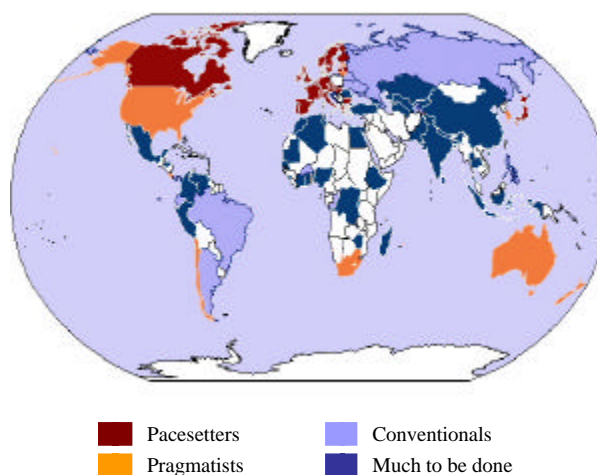 Pacesetters
Conventionals
Pragmatists
Much to be done